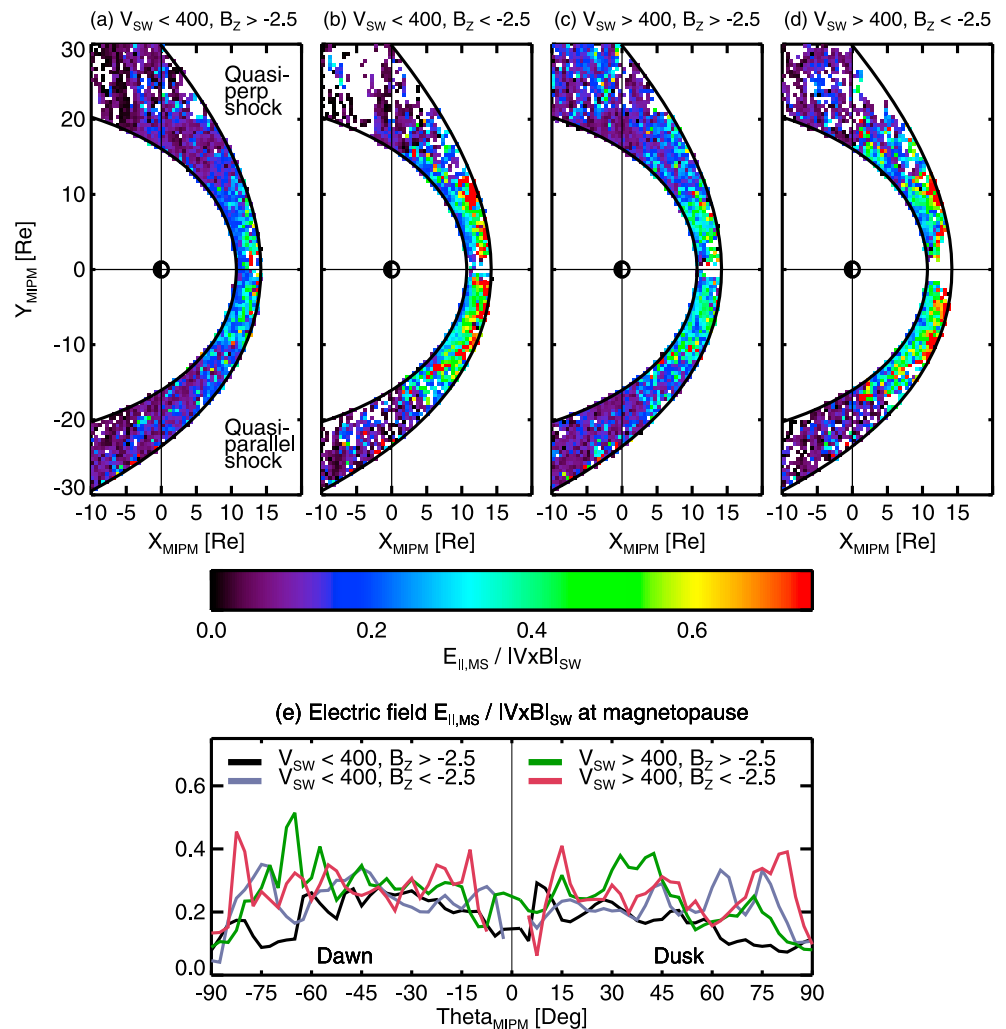 (a) V_SW < 400, B_Z > -2.5
(b) V_SW < 400, B_Z < -2.5
(c) V_SW > 400, B_Z > -2.5
(d) V_SW > 400, B_Z < -2.5
30
20
10
0
-10
-20
-30
Y_MIPM [Re]
Quasi-
perp
shock
Quasi-
parallel
shock
-10 -5 0 5 10 15
-10 -5 0 5 10 15
-10 -5 0 5 10 15
-10 -5 0 5 10 15
X_MIPM [Re]
X_MIPM [Re]
X_MIPM [Re]
X_MIPM [Re]
0.0 0.2 0.4 0.6
E_||,MS / |VxB|_SW
(e) Electric field E_||,MS / |VxB|_SW at magnetopause
V_SW < 400, B_Z > -2.5
V_SW < 400, B_Z < -2.5
V_SW > 400, B_Z > -2.5
V_SW > 400, B_Z < -2.5
0.6
0.4
0.2
0.0
Dawn
Dusk
-90 -75 -60 -45 -30 -15 0 15 30 45 60 75 90
Theta_MIPM [Deg]